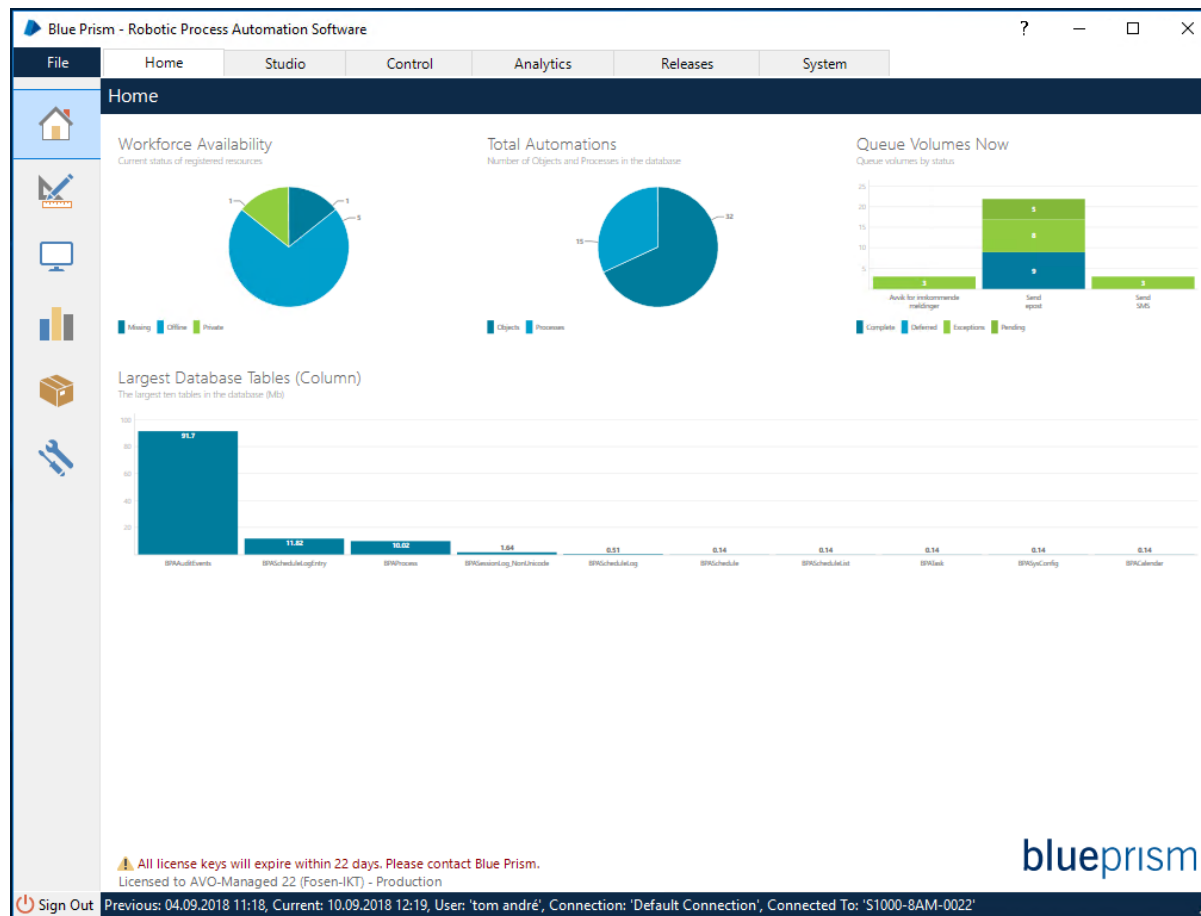 Blue Prism - Robotic Process Automation Software
File Home Studio Control Analytics Releases System
Home
Workforce Availability
Current status of registered resources
1
1
5
Missing Offline Private
Total Automations
Number of Objects and Processes in the database
32
15
Objects Processes
Queue Volumes Now
Queue volumes by status
25
20
15
10
5
5
8
9
3
3
Avvik for innkommende meldinger
Send epost
Send SMS
Complete Deferred Exceptions Pending
Largest Database Tables (Column)
The largest ten tables in the database (Mb)
100
80
60
40
20
91.7
11.82
10.02
1.64
0.51
0.14
0.14
0.14
0.14
0.14
BPAAuditEvents BPAScheduleLogEntry BPAProcess BPASessionLog_NonUnicode BPAScheduleLog BPASchedule BPAScheduleList BPATask BPASysConfig BPACalendar
All license keys will expire within 22 days. Please contact Blue Prism.
Licensed to AVO-Managed 22 (Fosen-IKT) - Production
blueprism
Sign Out
Previous: 04.09.2018 11:18, Current: 10.09.2018 12:19, User: 'tom andré', Connection: 'Default Connection', Connected To: 'S1000-8AM-0022'